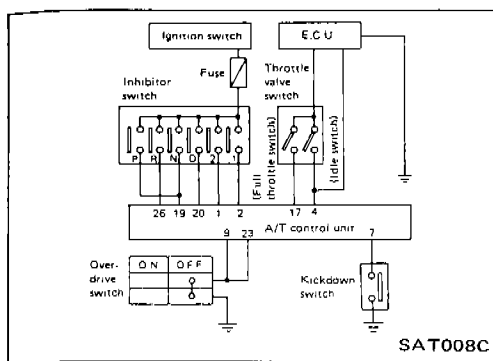 Ignition switch
E.C.U
Fuse
Throttle
valve
switch
Inhibitor
switch
P R N D 2 1
(Full
throttle switch)
(Idle switch)
26 19 20 1 2 17 4
A/T control unit
9 23 7
Over-
drive
switch
ON OFF
Kickdown
switch
SAT008C